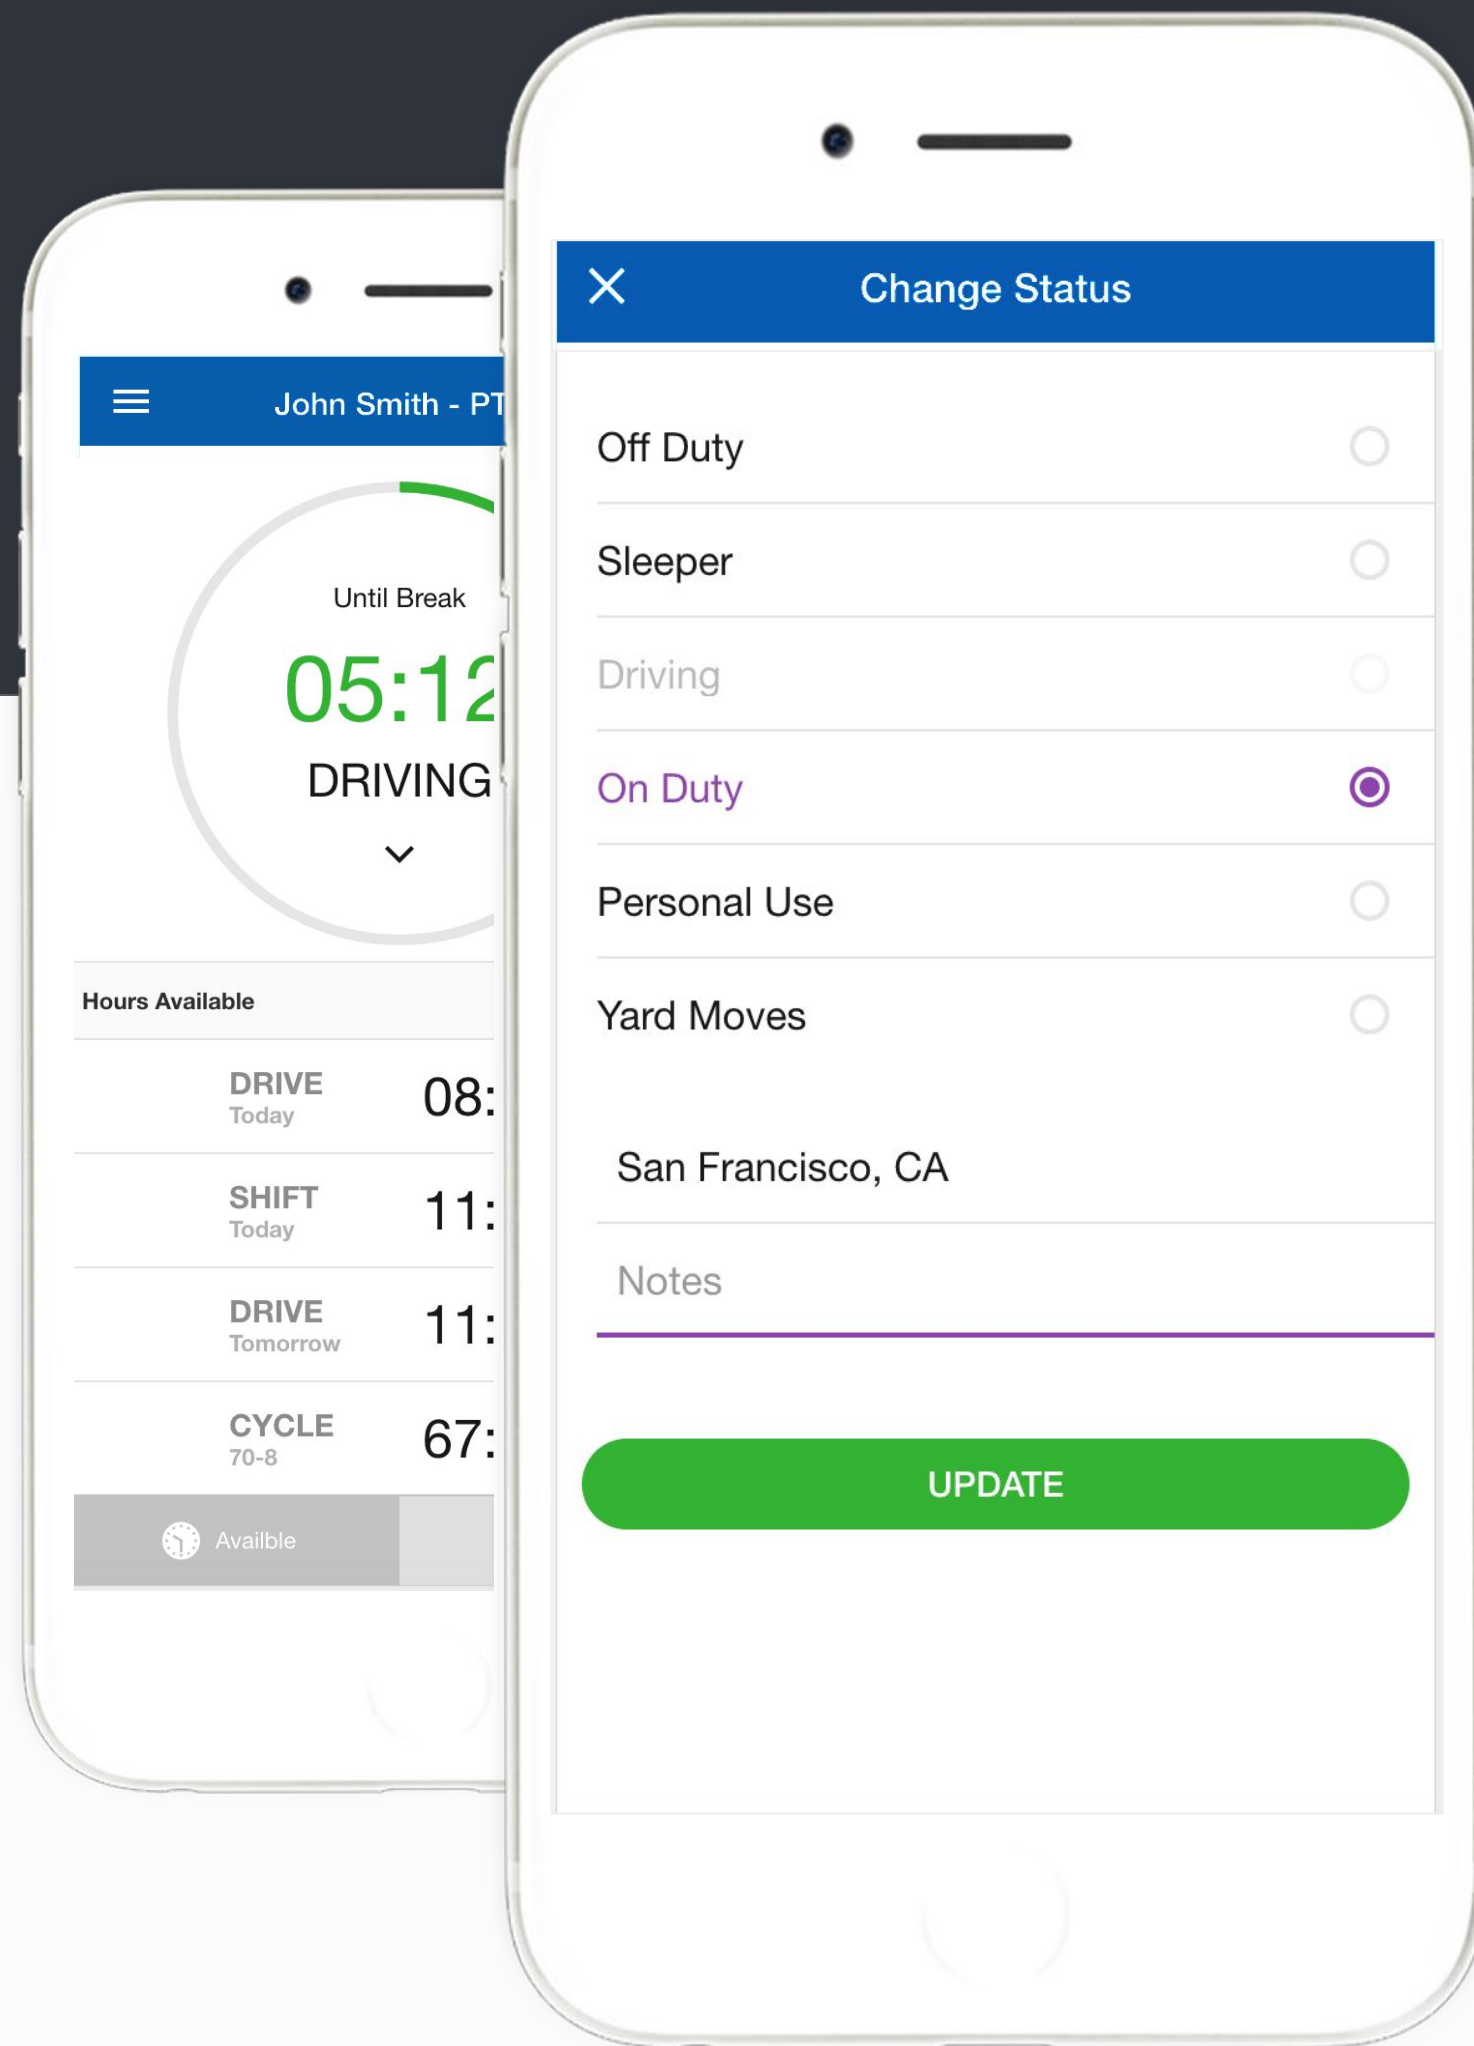 John Smith - PT
Until Break
05:12
DRIVING
Hours Available
DRIVE
Today
08:
SHIFT
Today
11:
DRIVE
Tomorrow
11:
CYCLE
70-8
67:
Availble
Change Status
Off Duty
Sleeper
Driving
On Duty
Personal Use
Yard Moves
San Francisco, CA
Notes
UPDATE